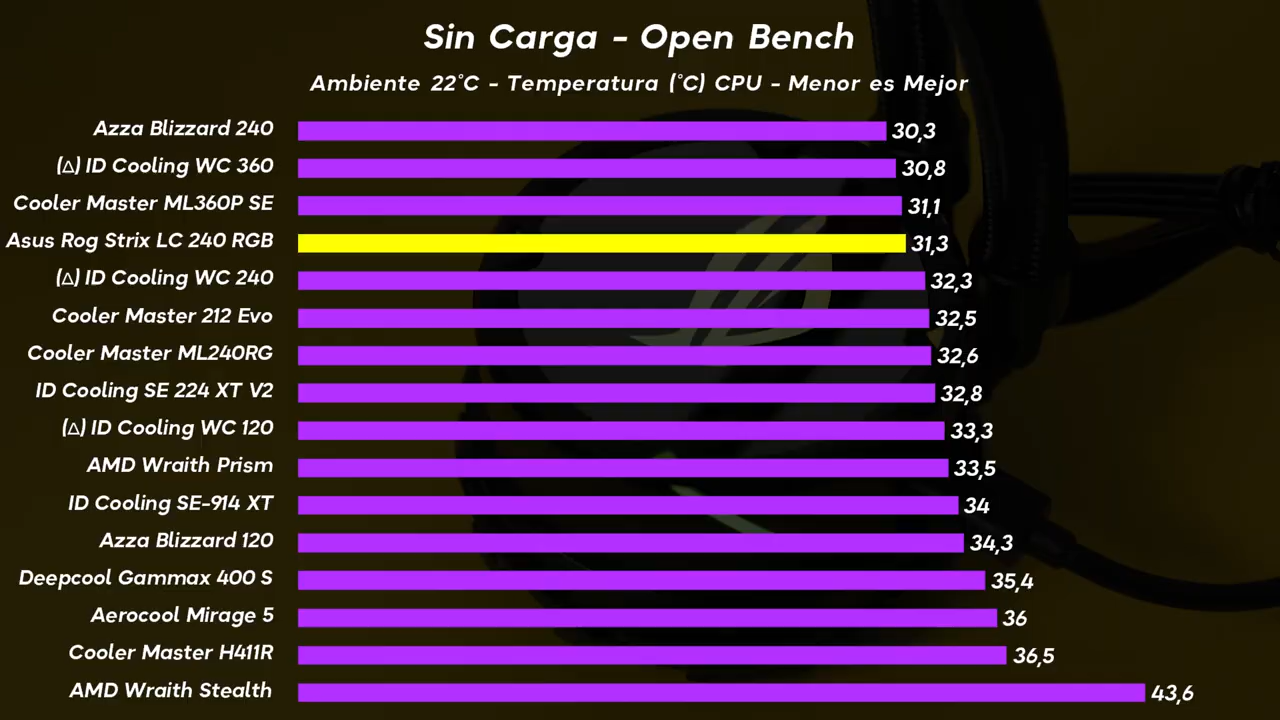 Sin Carga - Open Bench
Ambiente 22°C - Temperatura (°C) CPU - Menor es Mejor
Azza Blizzard 240 30,3
(Δ) ID Cooling WC 360 30,8
Cooler Master ML360P SE 31,1
Asus Rog Strix LC 240 RGB 31,3
(Δ) ID Cooling WC 240 32,3
Cooler Master 212 Evo 32,5
Cooler Master ML240RG 32,6
ID Cooling SE 224 XT V2 32,8
(Δ) ID Cooling WC 120 33,3
AMD Wraith Prism 33,5
ID Cooling SE-914 XT 34
Azza Blizzard 120 34,3
Deepcool Gammax 400 S 35,4
Aerocool Mirage 5 36
Cooler Master H411R 36,5
AMD Wraith Stealth 43,6